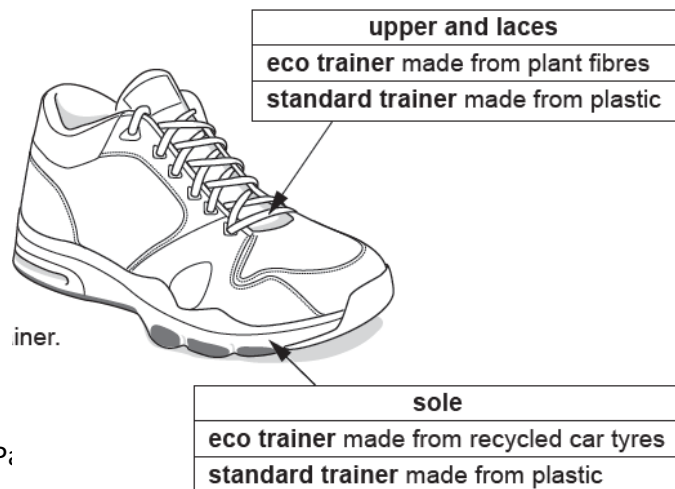 upper and laces
eco trainer made from plant fibres
standard trainer made from plastic
iner.
sole
eco trainer made from recycled car tyres
standard trainer made from plastic